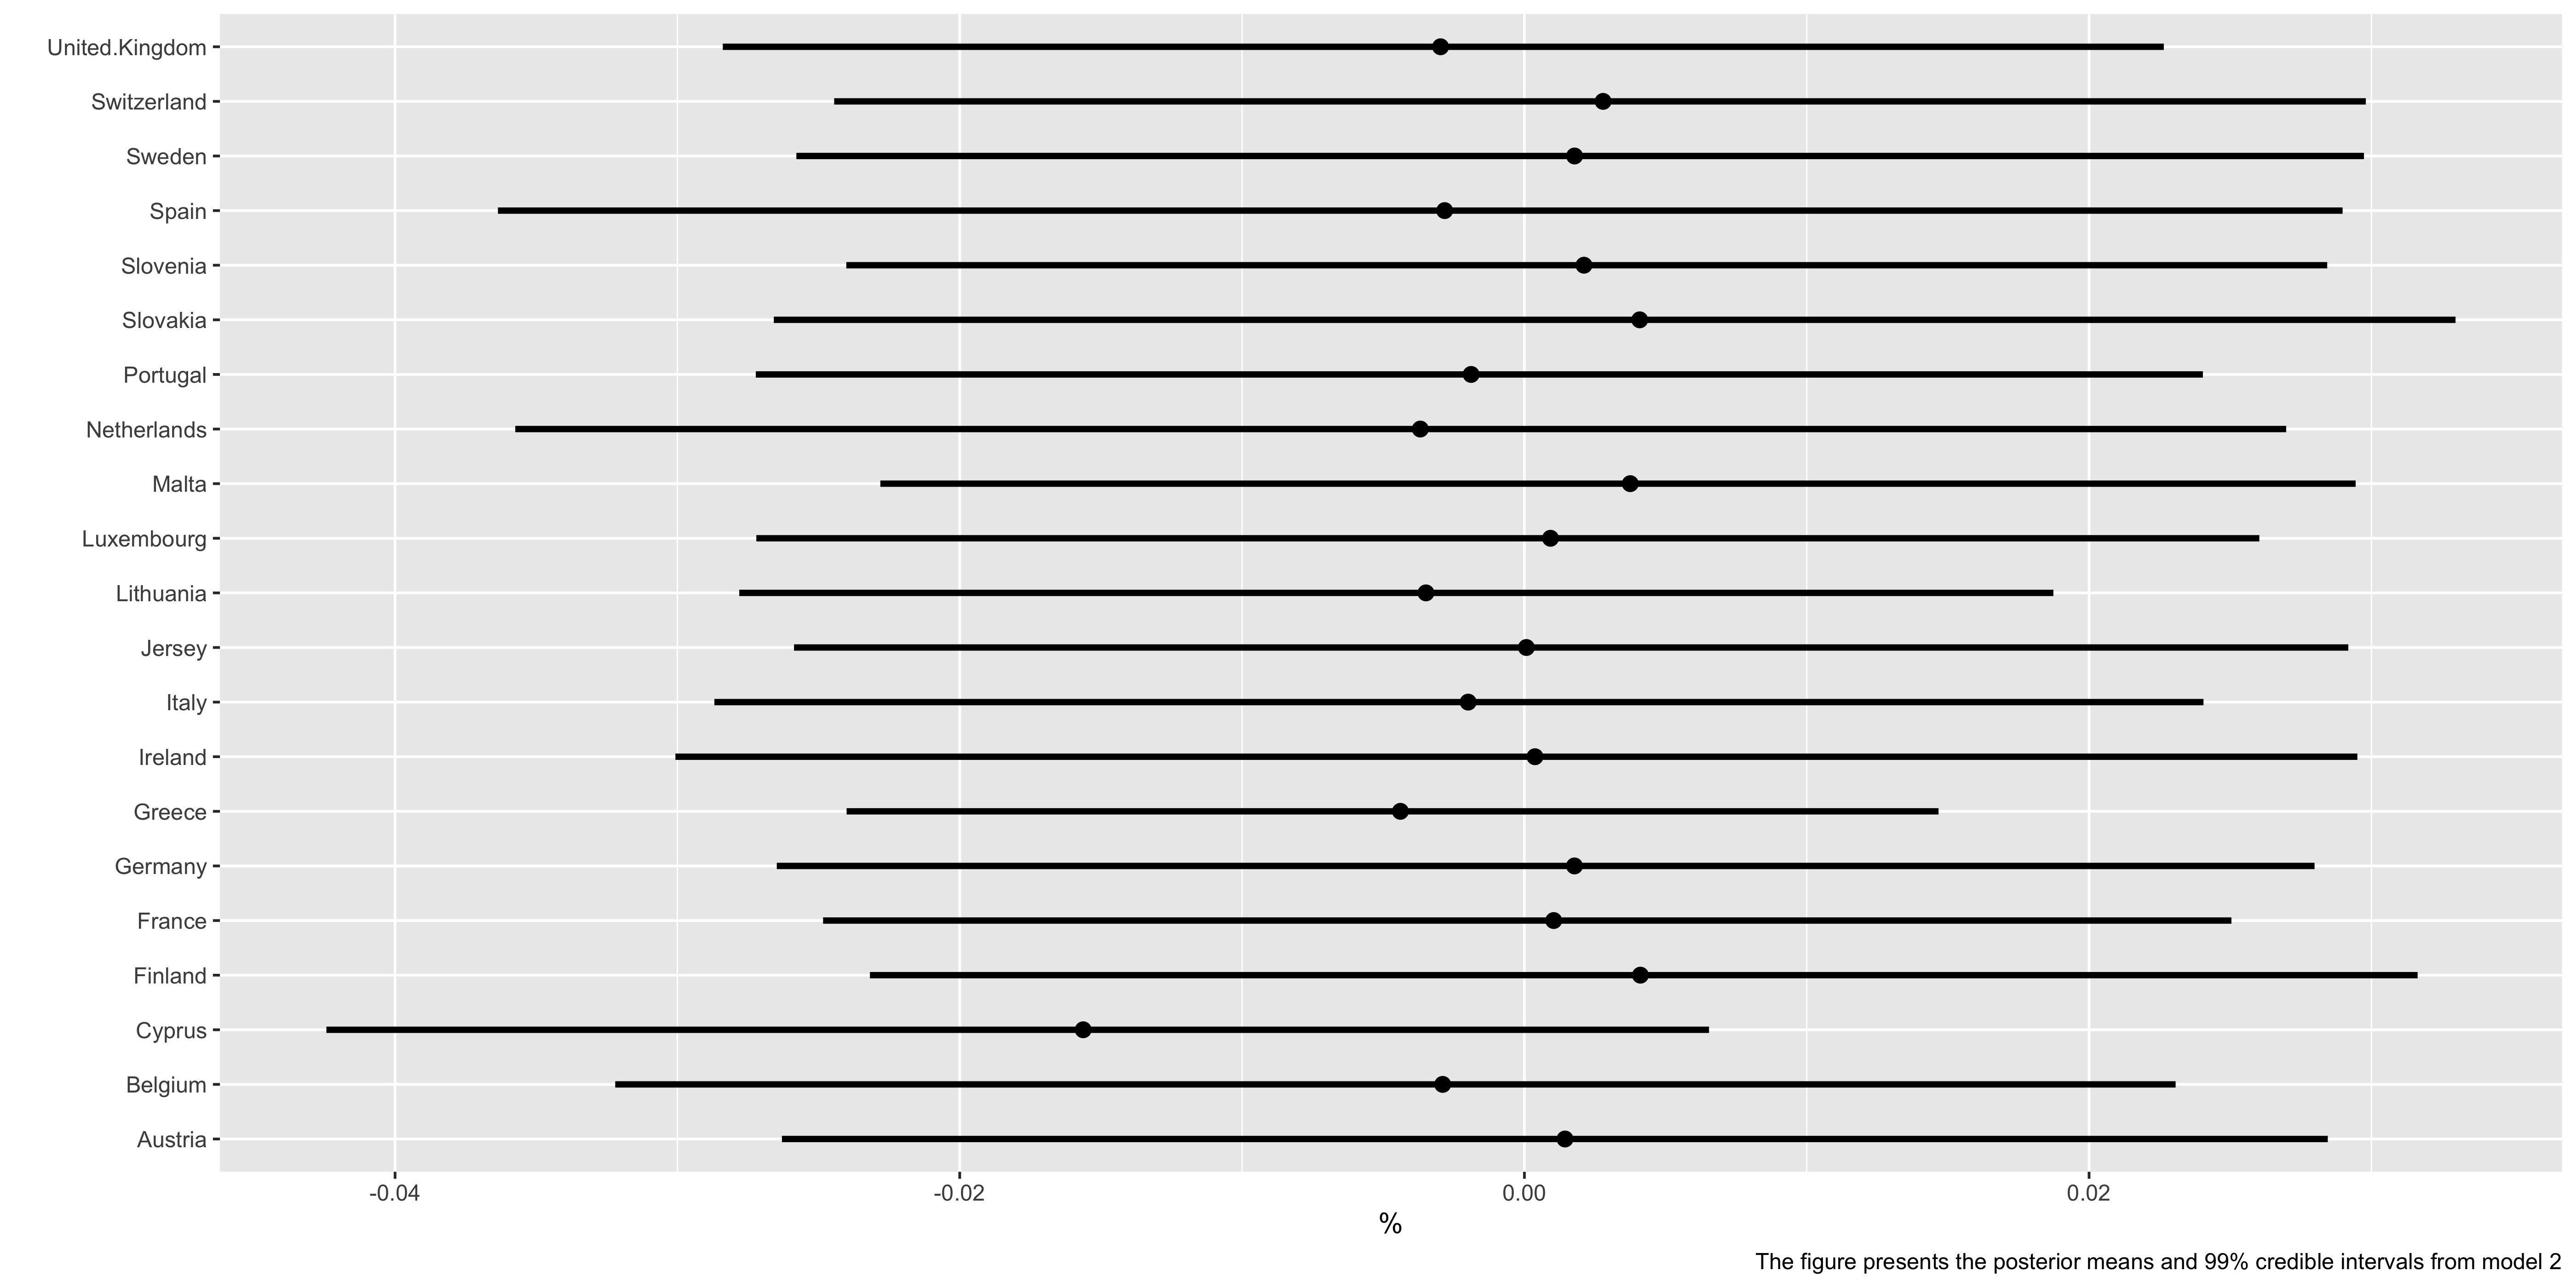 United.Kingdom
Switzerland
Sweden
Spain
Slovenia
Slovakia
Portugal
Netherlands
Malta
Luxembourg
Lithuania
Jersey
Italy
Ireland
Greece
Germany
France
Finland
Cyprus
Belgium
Austria
-0.04 -0.02 0.00 0.02
%
The figure presents the posterior means and 99% credible intervals from model 2